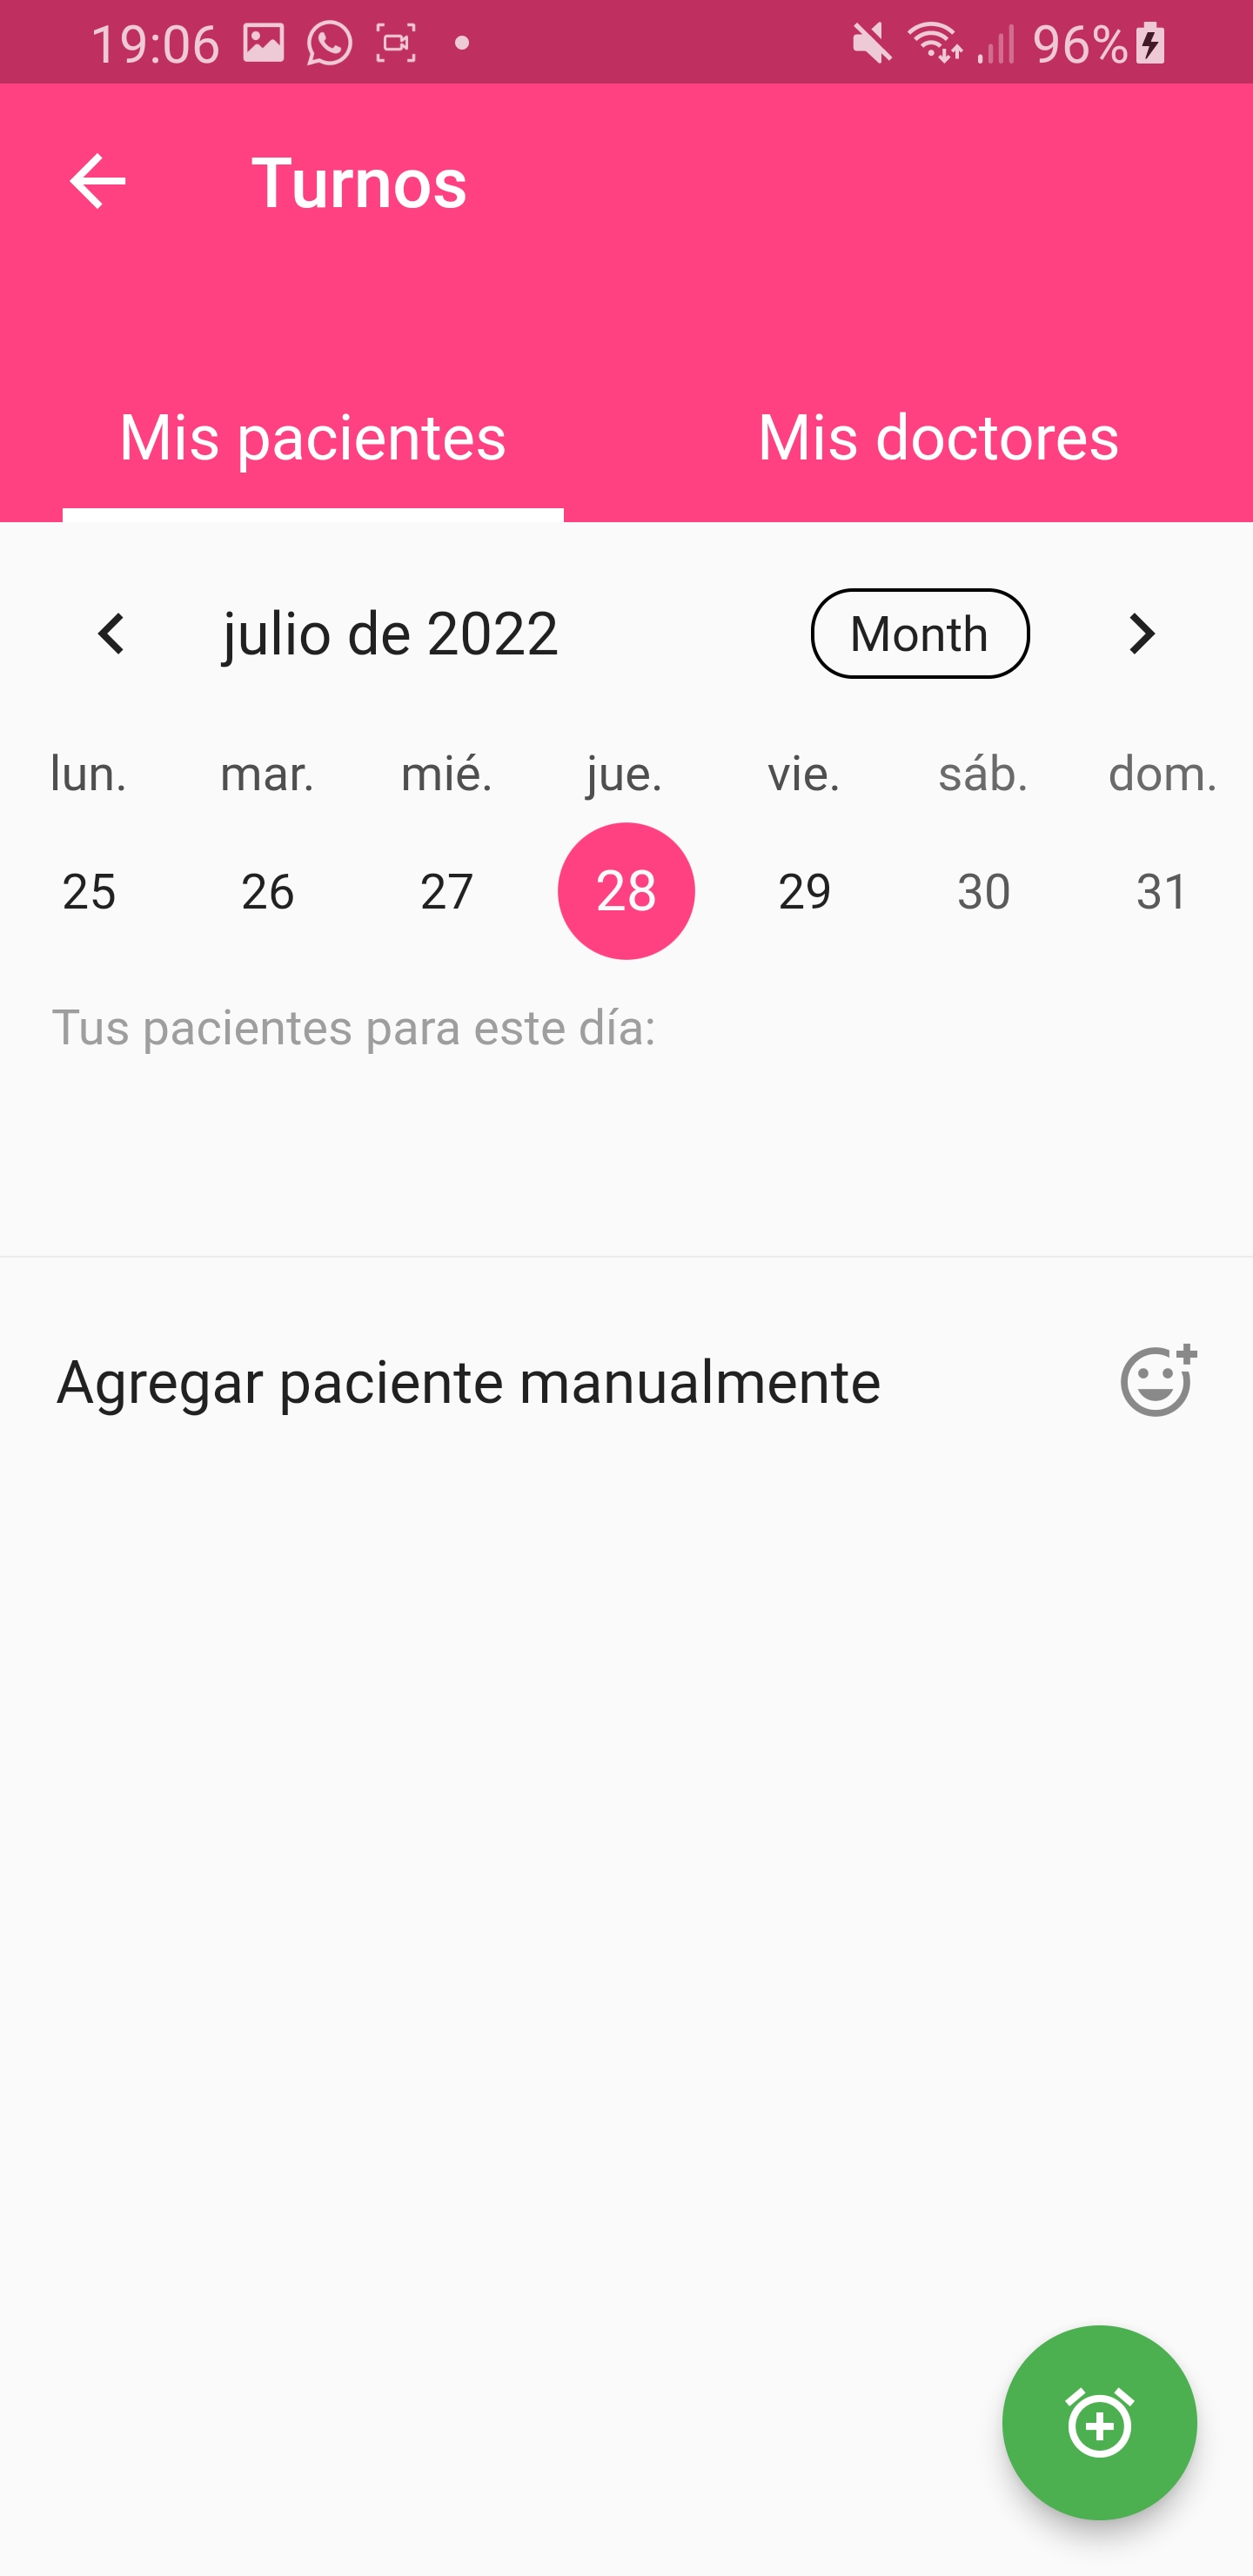 19:06 96%
Turnos
Mis pacientes Mis doctores
julio de 2022 Month
lun. mar. mié. jue. vie. sáb. dom.
25 26 27 28 29 30 31
Tus pacientes para este día:
Agregar paciente manualmente